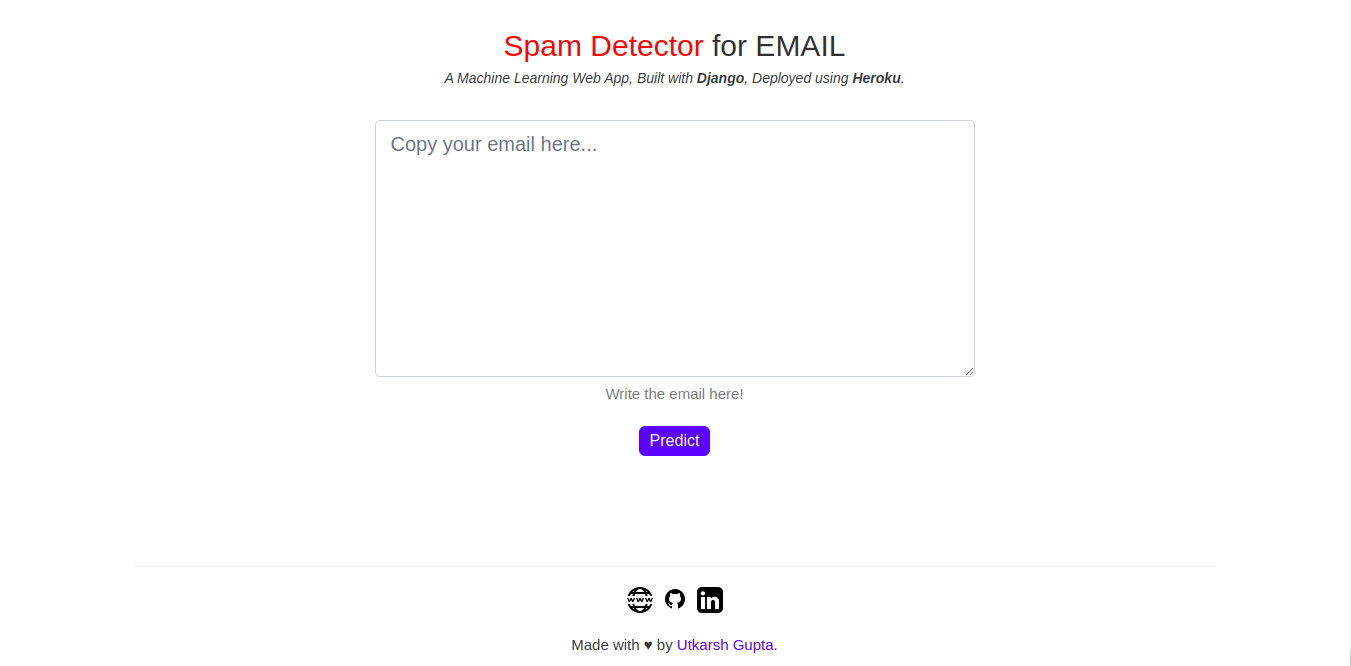 Spam Detector for EMAIL
A Machine Learning Web App, Built with Django, Deployed using Heroku.
Copy your email here...
Write the email here!
Predict
www
in
Made with ♥ by Utkarsh Gupta.